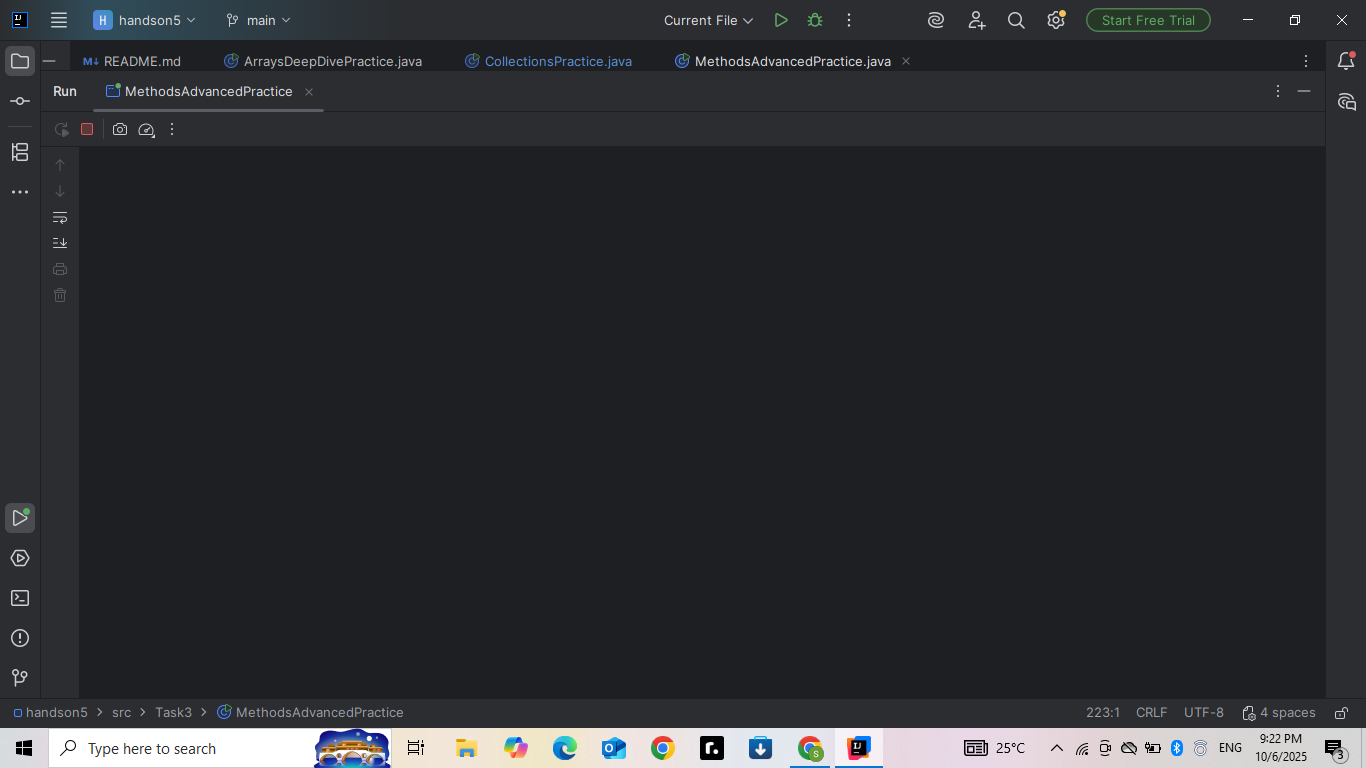 H handson5 main Current File Start Free Trial
README.md ArraysDeepDivePractice.java CollectionsPractice.java MethodsAdvancedPractice.java
Run MethodsAdvancedPractice
handson5 > src > Task3 > MethodsAdvancedPractice 223:1 CRLF UTF-8 4 spaces
Type here to search 25°C ENG 9:22 PM
10/6/2025 3